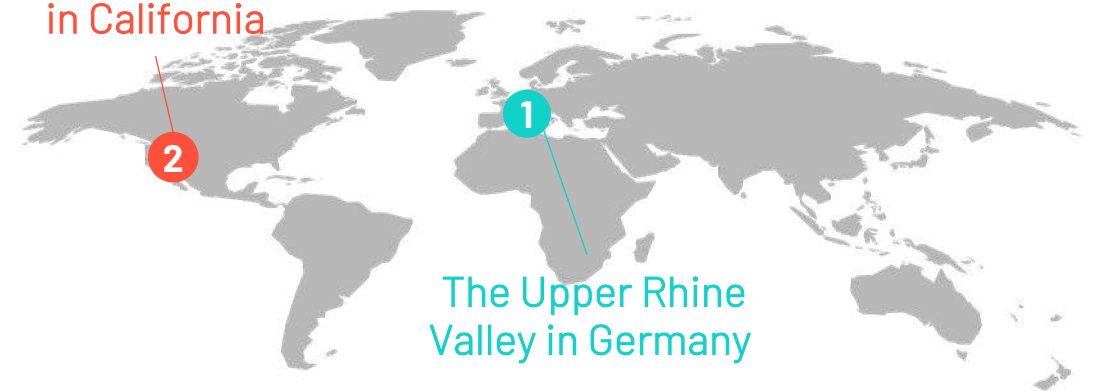 in California
1
2
The Upper Rhine
Valley in Germany